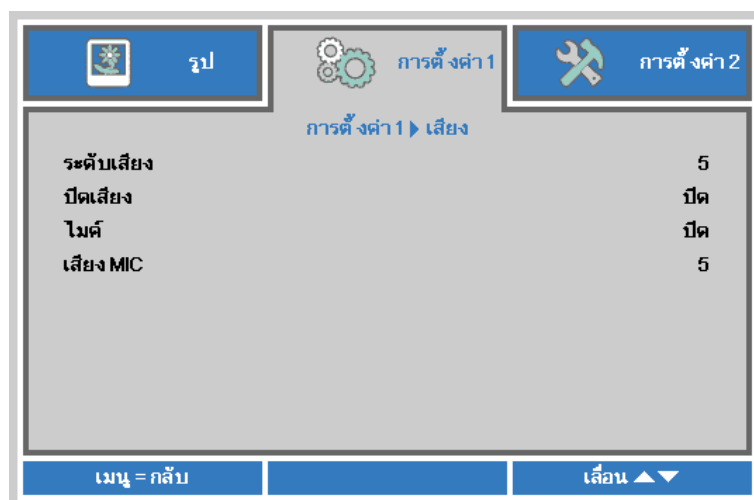 รูป การตั้งค่า 1 การตั้งค่า 2
การตั้งค่า 1 ▶ เสียง
ระดับเสียง 5
ปิดเสียง ปิด
ไมค์ ปิด
เสียง MIC 5
เมนู = กลับ เลื่อน ▲▼